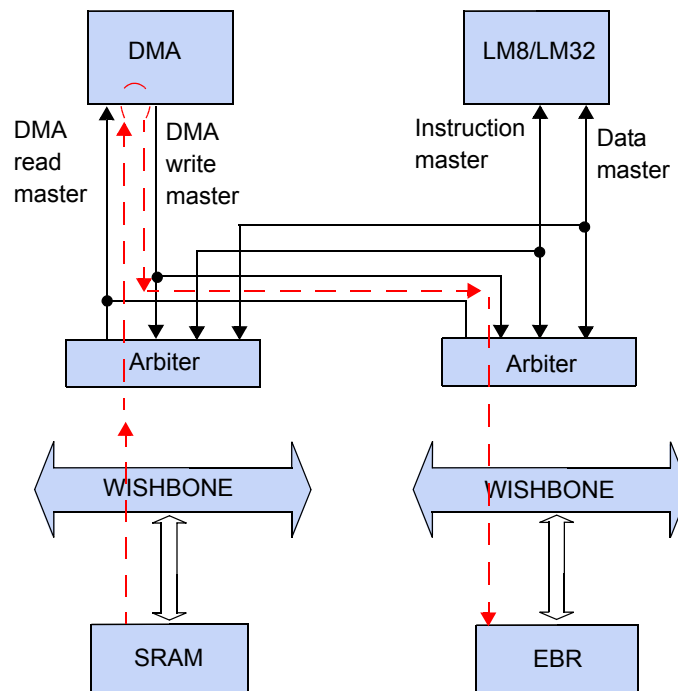 DMA
LM8/LM32
DMA
read
master
DMA
write
master
Instruction
master
Data
master
Arbiter
Arbiter
WISHBONE
WISHBONE
SRAM
EBR